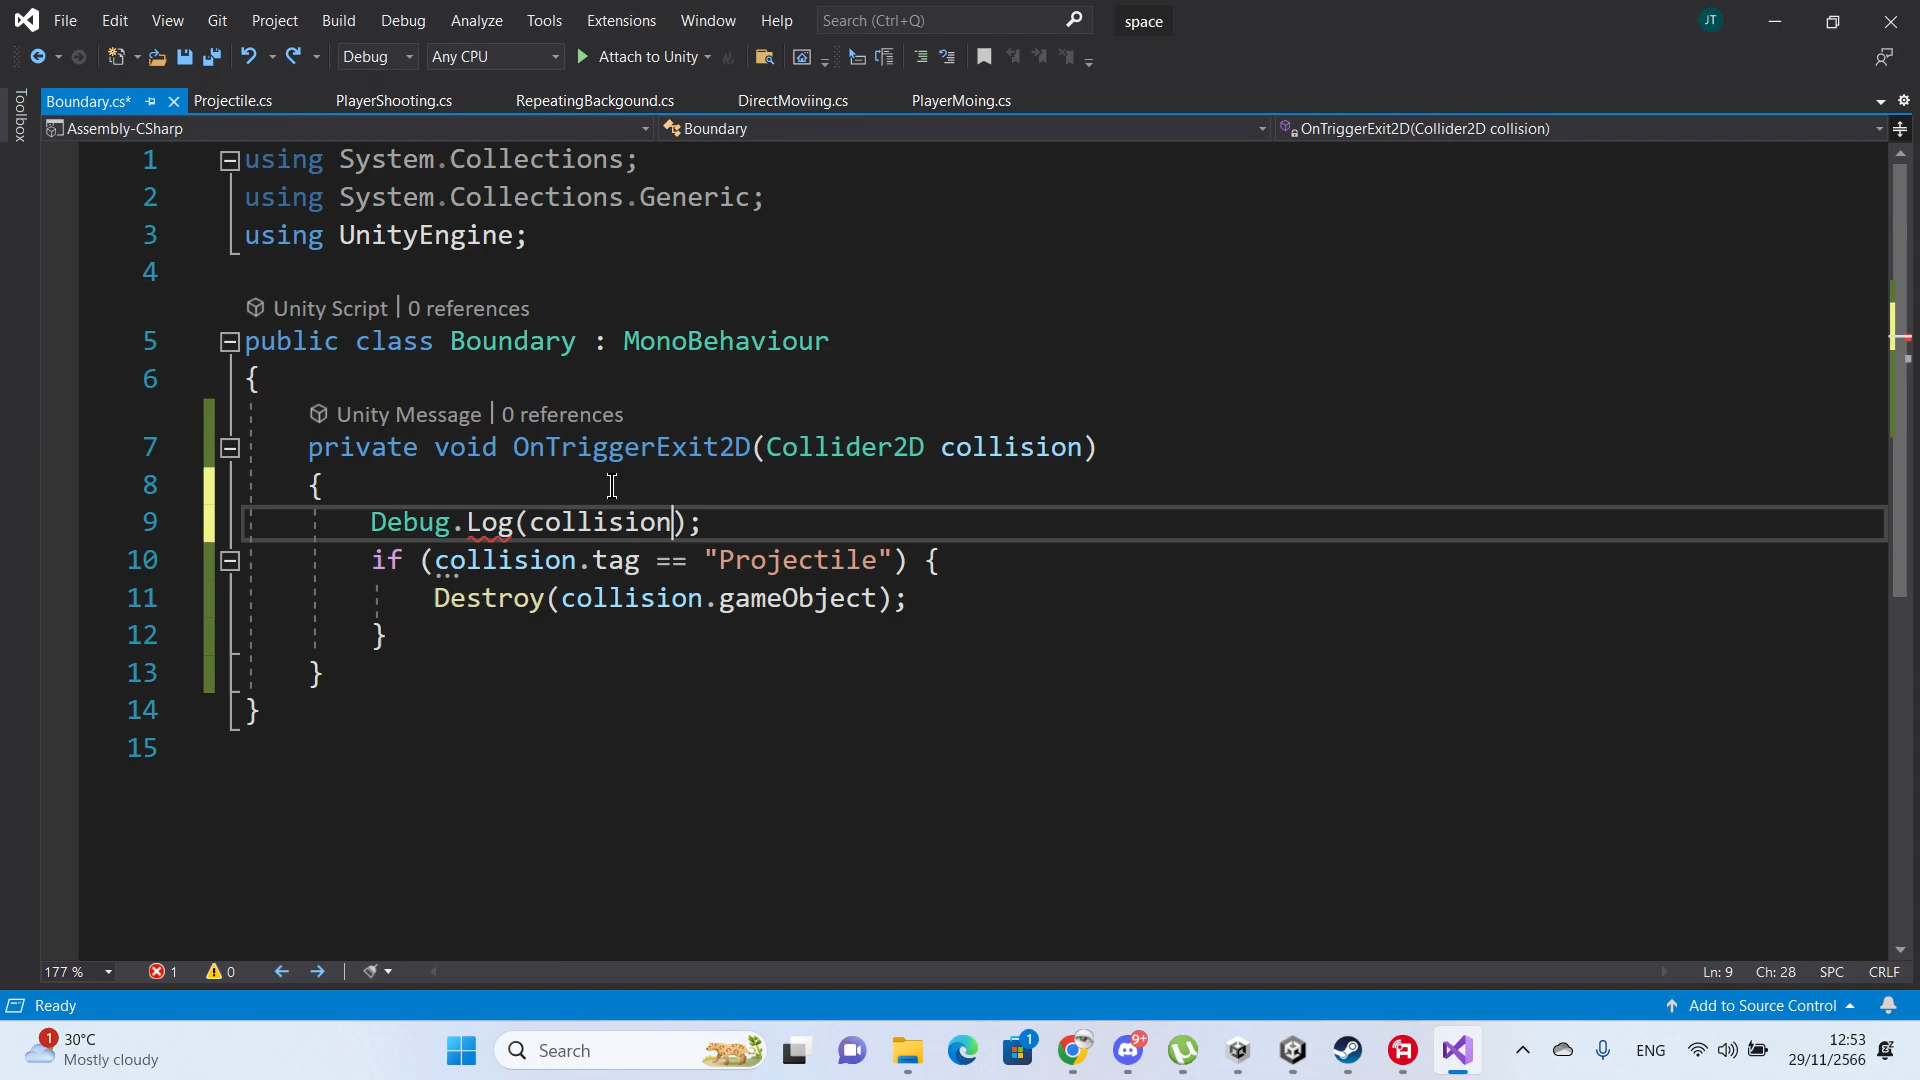 File Edit View Git Project Build Debug Analyze Tools Extensions Window Help Search (Ctrl+Q) space JT
Debug Any CPU Attach to Unity
Toolbox
Boundary.cs* Projectile.cs PlayerShooting.cs RepeatingBackgound.cs DirectMoviing.cs PlayerMoing.cs
Assembly-CSharp Boundary OnTriggerExit2D(Collider2D collision)
1 using System.Collections;
2 using System.Collections.Generic;
3 using UnityEngine;
4
Unity Script | 0 references
5 public class Boundary : MonoBehaviour
6 {
Unity Message | 0 references
7 private void OnTriggerExit2D(Collider2D collision)
8 {
9 Debug.Log(collision);
10 if (collision.tag == "Projectile") {
11 Destroy(collision.gameObject);
12 }
13 }
14 }
15
177 % 1 0 Ln: 9 Ch: 28 SPC CRLF
Ready Add to Source Control
1 30°C
Mostly cloudy
Search 1 9+ ENG
12:53
29/11/2566